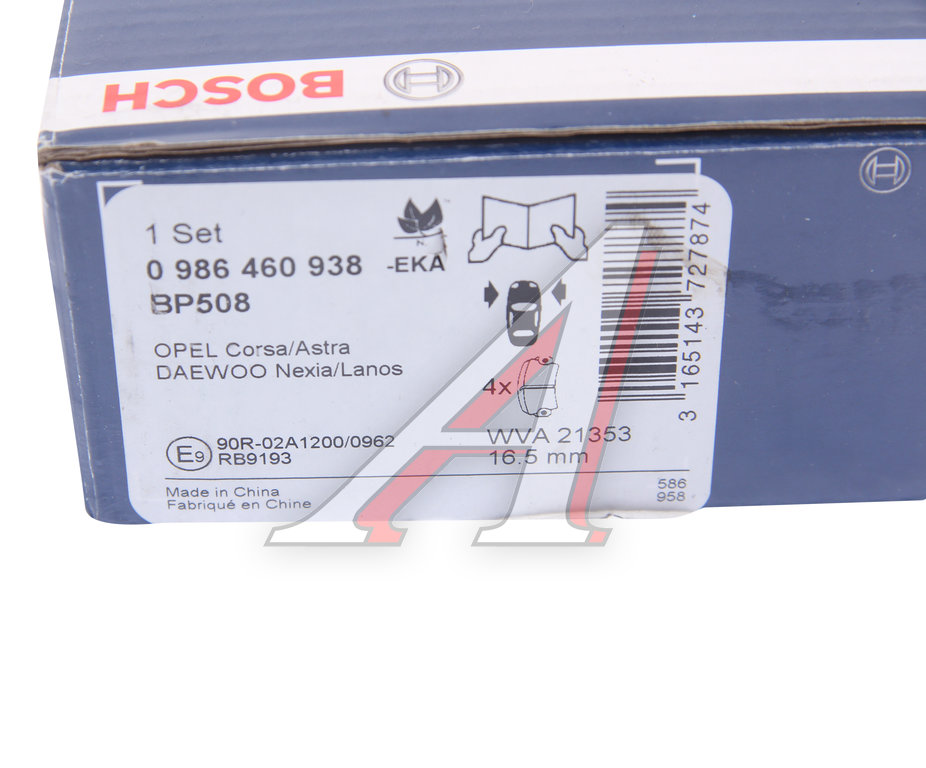 BOSCH
1 Set
0 986 460 938 -EKA
BP508
OPEL Corsa/Astra
DAEWOO Nexia/Lanos
4x
E9
90R-02A1200/0962
RB9193
WVA 21353
16.5 mm
Made in China
Fabriqué en Chine
586
958
3 165143 727874